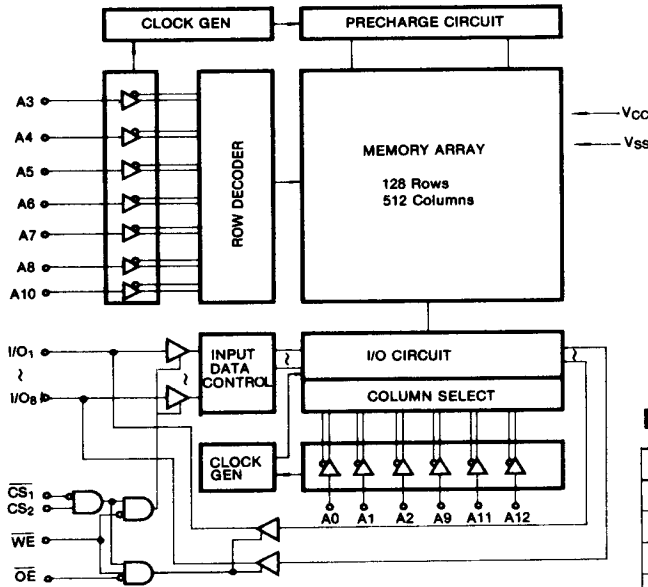 CLOCK GEN
PRECHARGE CIRCUIT
A3
A4
A5
A6
A7
A8
A10
ROW DECODER
MEMORY ARRAY
128 Rows
512 Columns
VCC
VSS
I/O1
~
I/O8
INPUT
DATA
CONTROL
I/O CIRCUIT
COLUMN SELECT
CLOCK
GEN
A0 A1 A2 A9 A11 A12
CS1
CS2
WE
OE